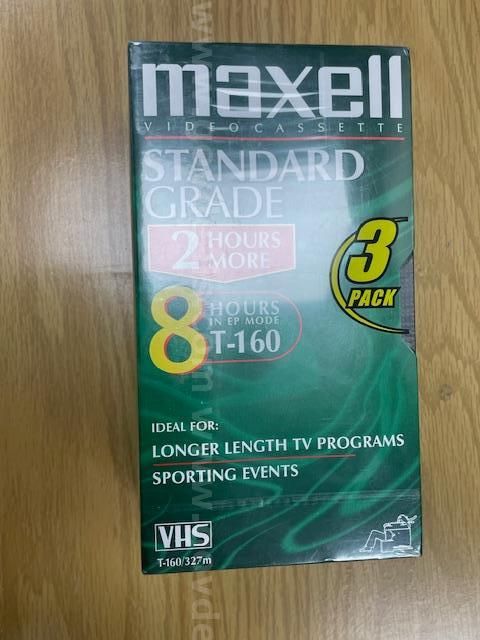 maxell
VIDEOCASSETTE
STANDARD
GRADE
2 HOURS
MORE
3
PACK
8 HOURS
IN EP MODE
T-160
IDEAL FOR:
LONGER LENGTH TV PROGRAMS
SPORTING EVENTS
VHS
T-160/327m